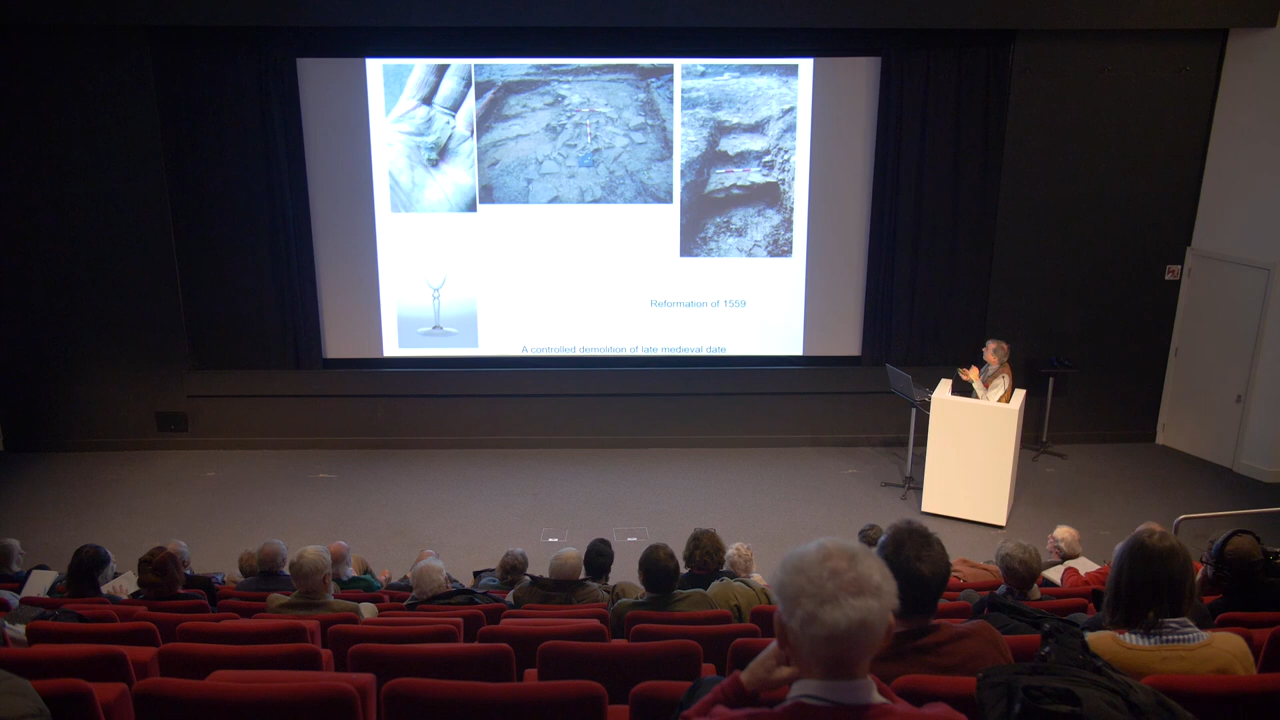 Reformation of 1559
A controlled demolition of late medieval date